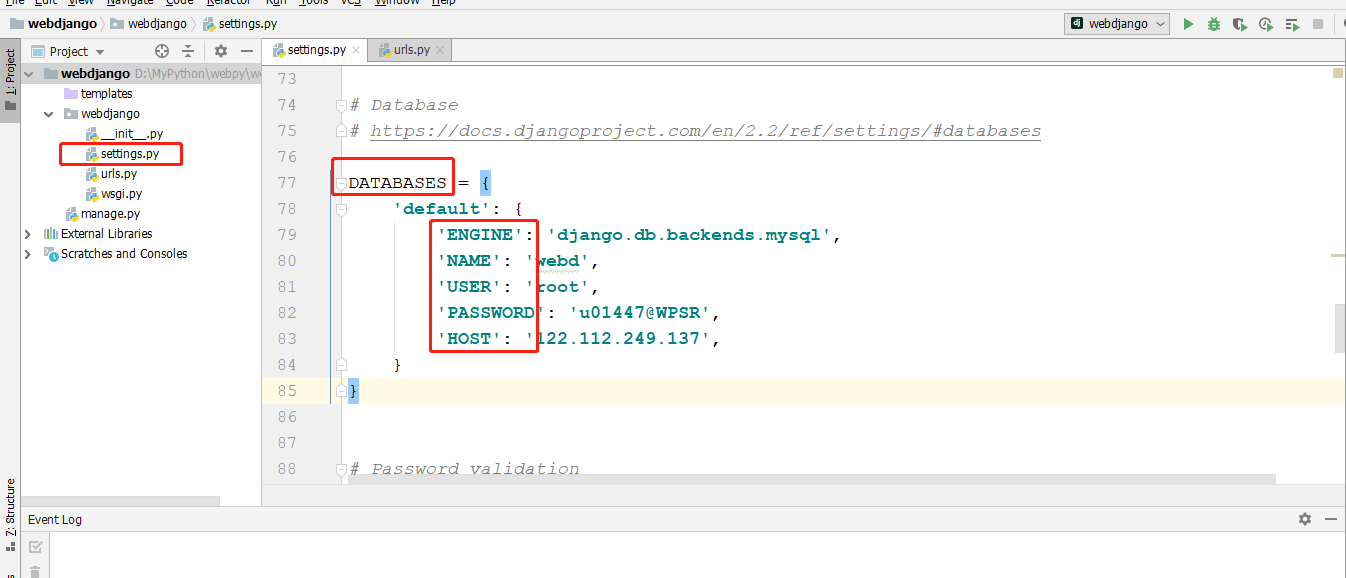 File Edit View Navigate Code Refactor Run Tools VCS Window Help
webdjango webdjango settings.py webdjango
1: Project Project settings.py urls.py
webdjango D:\MyPython\webpy\we
templates
webdjango
__init__.py
settings.py
urls.py
wsgi.py
manage.py
External Libraries
Scratches and Consoles
73
74 # Database
75 # https://docs.djangoproject.com/en/2.2/ref/settings/#databases
76
77 DATABASES = {
78 'default': {
79 'ENGINE': 'django.db.backends.mysql',
80 'NAME': 'webd',
81 'USER': 'root',
82 'PASSWORD': 'u01447@WPSR',
83 'HOST': '122.112.249.137',
84 }
85 }
86
87
88 # Password validation
Z: Structure
Event Log